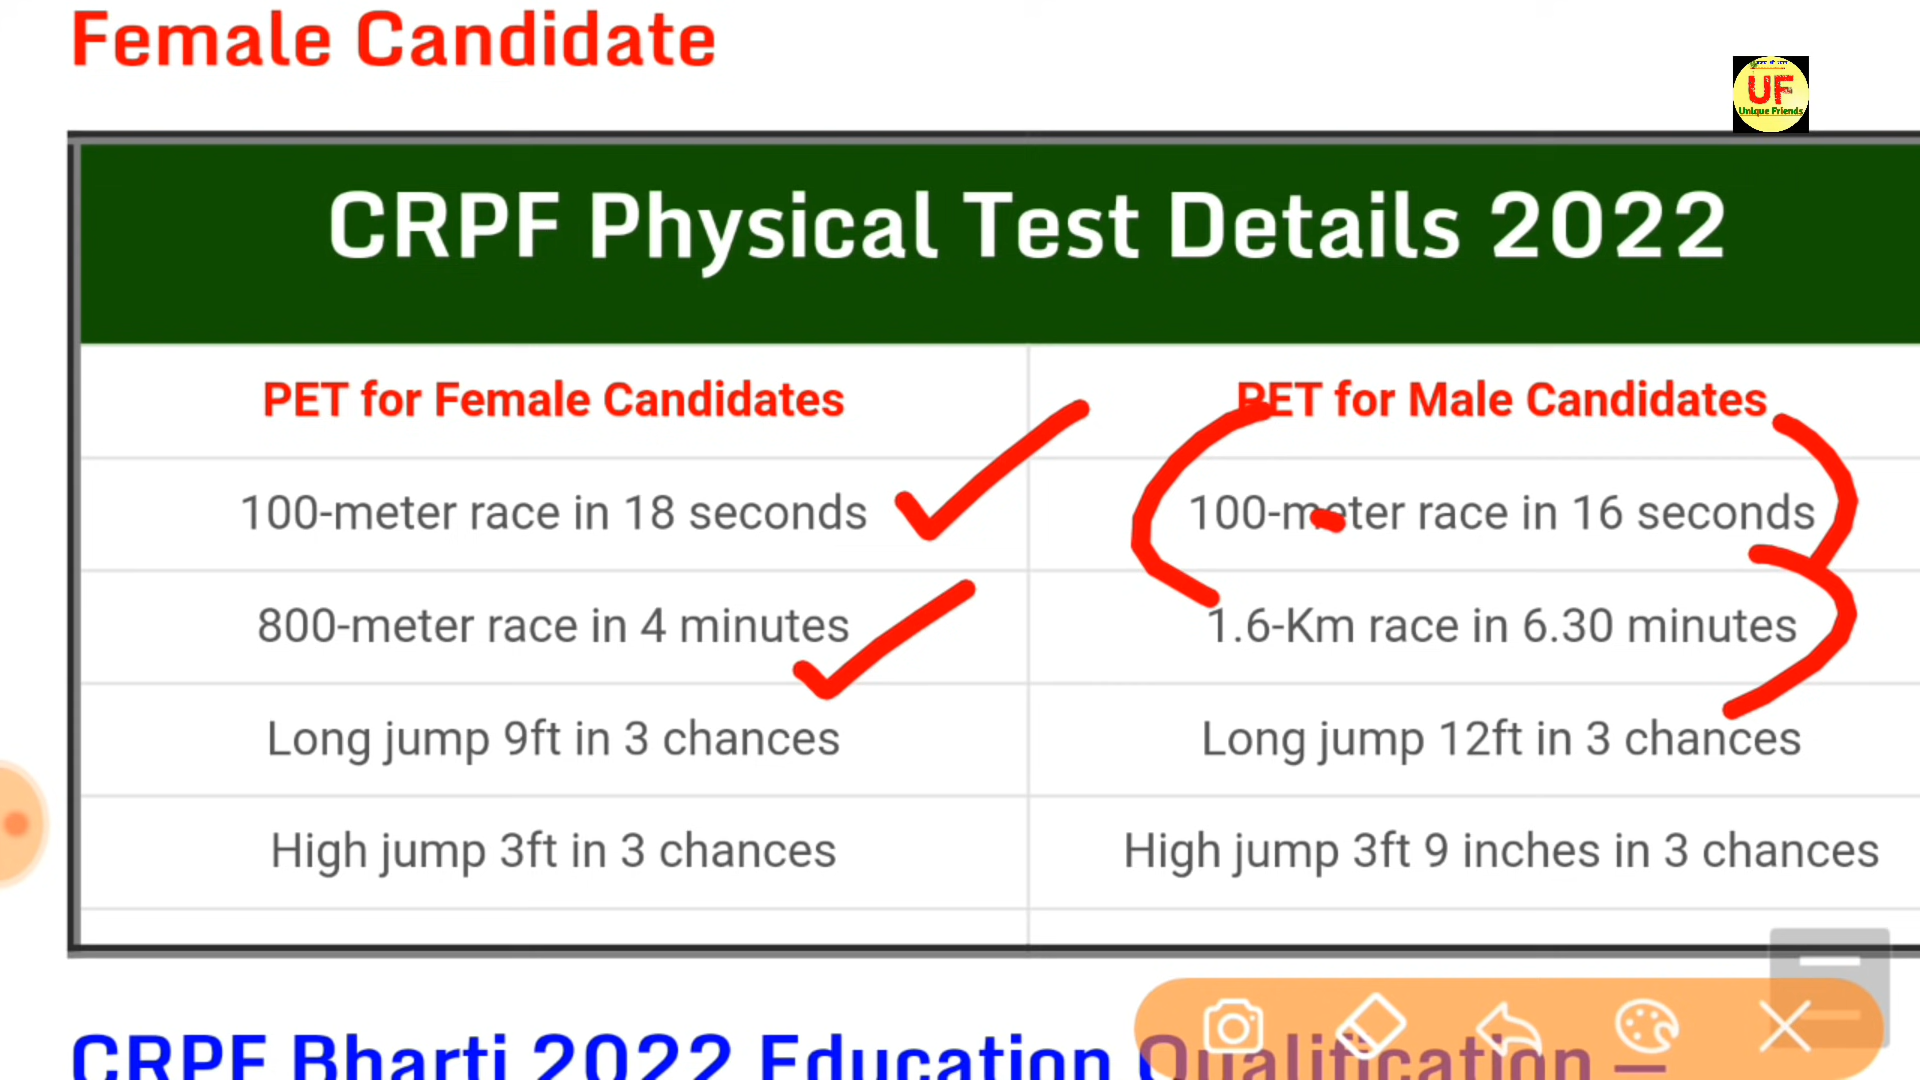 Female Candidate
UF
Unique Friends
CRPF Physical Test Details 2022
PET for Female Candidates
PET for Male Candidates
100-meter race in 18 seconds
100-meter race in 16 seconds
800-meter race in 4 minutes
1.6-Km race in 6.30 minutes
Long jump 9ft in 3 chances
Long jump 12ft in 3 chances
High jump 3ft in 3 chances
High jump 3ft 9 inches in 3 chances
CRPF Bharti 2022 Education Qualification —